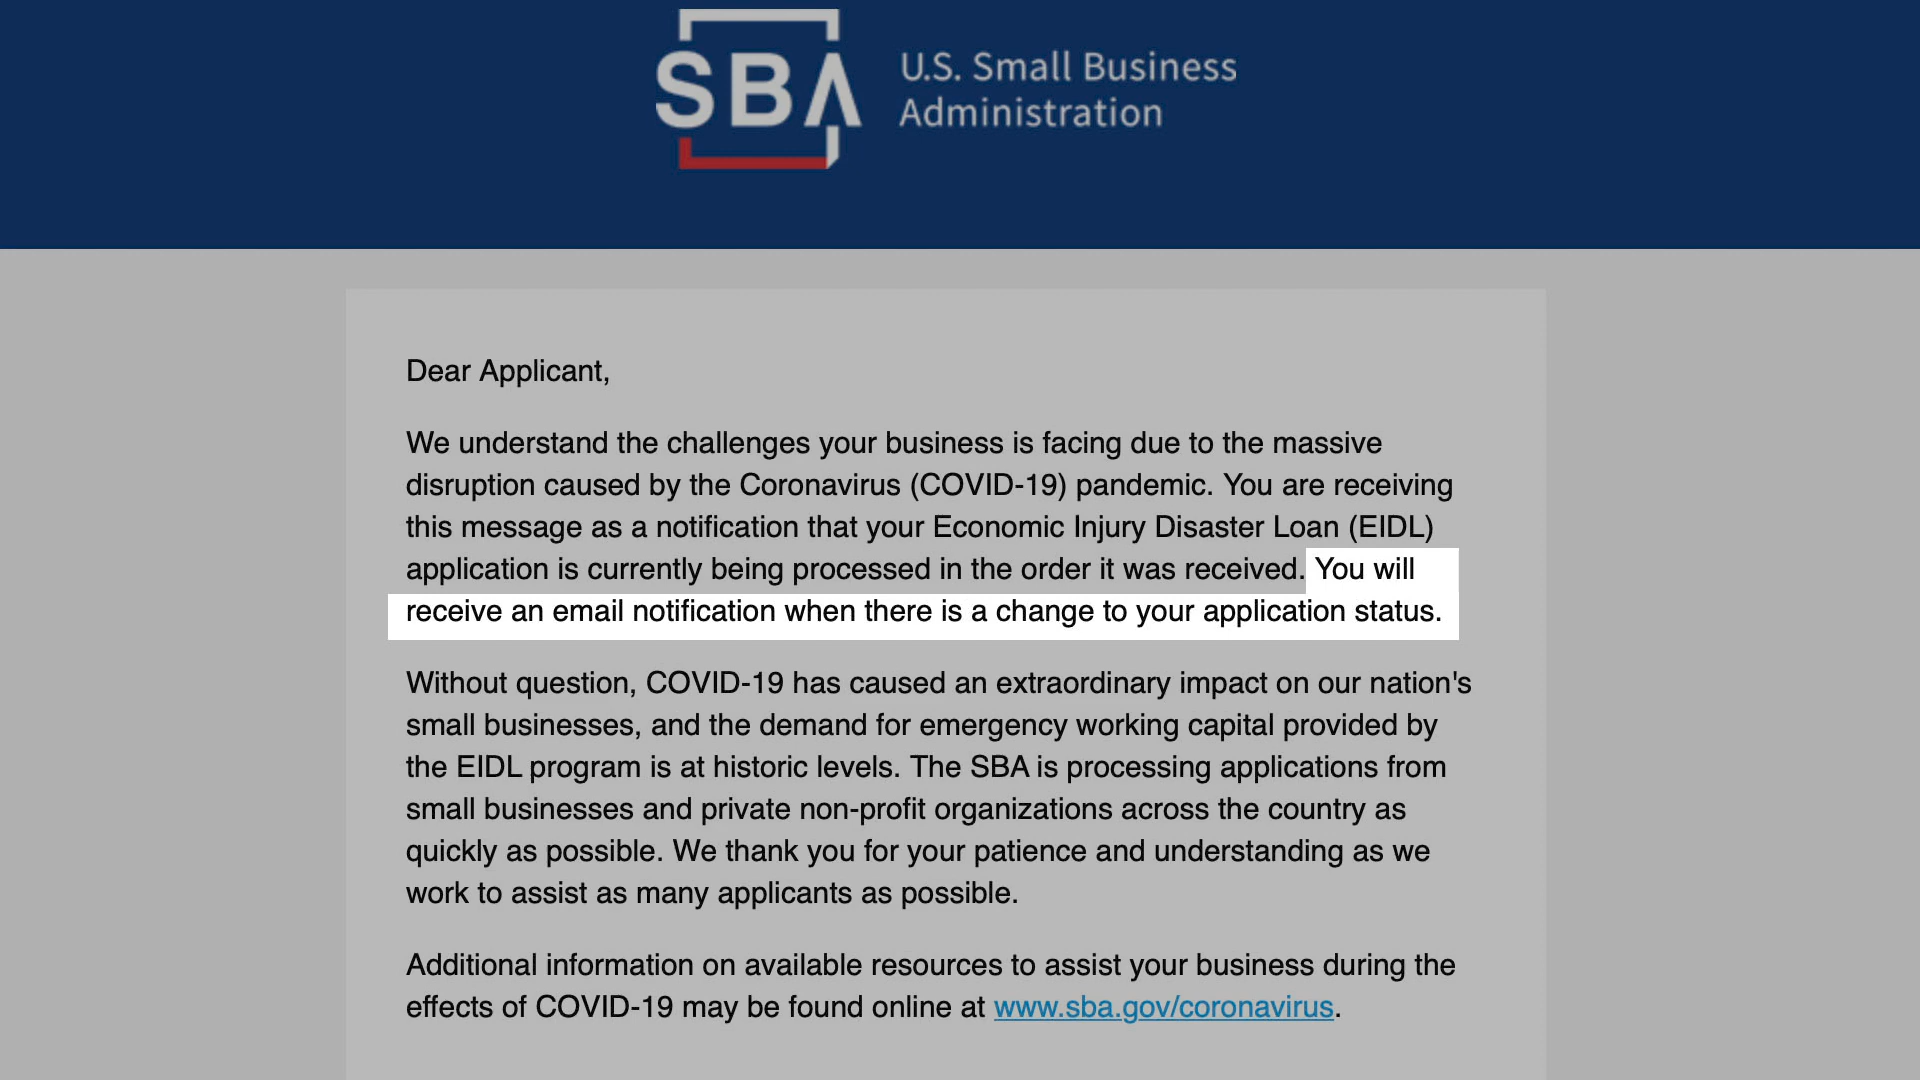 SBA
U.S. Small Business
Administration
Dear Applicant,
We understand the challenges your business is facing due to the massive
disruption caused by the Coronavirus (COVID-19) pandemic. You are receiving
this message as a notification that your Economic Injury Disaster Loan (EIDL)
application is currently being processed in the order it was received. You will
receive an email notification when there is a change to your application status.
Without question, COVID-19 has caused an extraordinary impact on our nation's
small businesses, and the demand for emergency working capital provided by
the EIDL program is at historic levels. The SBA is processing applications from
small businesses and private non-profit organizations across the country as
quickly as possible. We thank you for your patience and understanding as we
work to assist as many applicants as possible.
Additional information on available resources to assist your business during the
effects of COVID-19 may be found online at www.sba.gov/coronavirus.